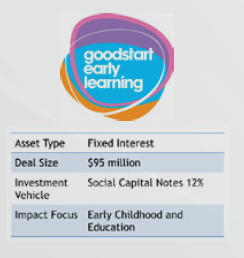 goodstart
early
learning
Asset Type Fixed Interest
Deal Size $95 million
Investment Social Capital Notes 12%
Vehicle
Impact Focus Early Childhood and
Education